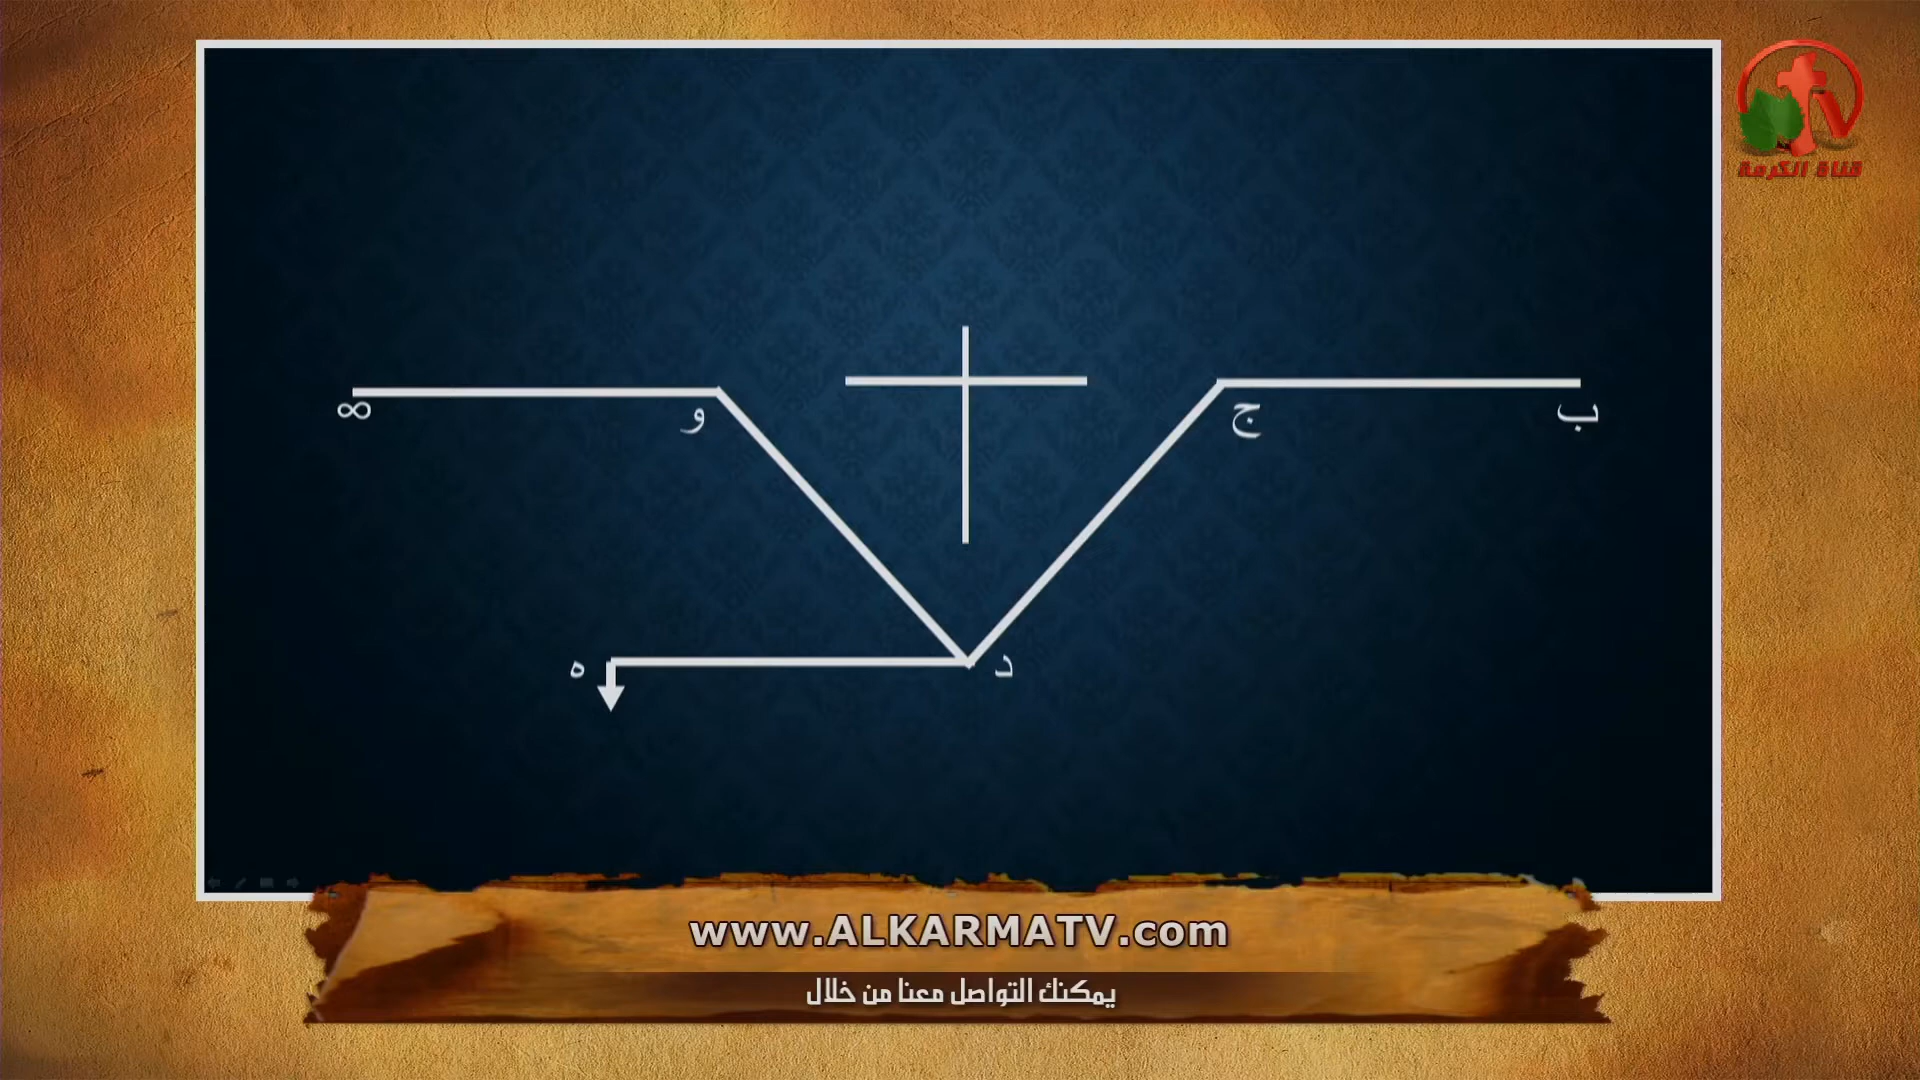 قناة الكرمة
ب
ج
و
∞
د
ه
www.ALKARMATV.com
يمكنك التواصل معنا من خلال